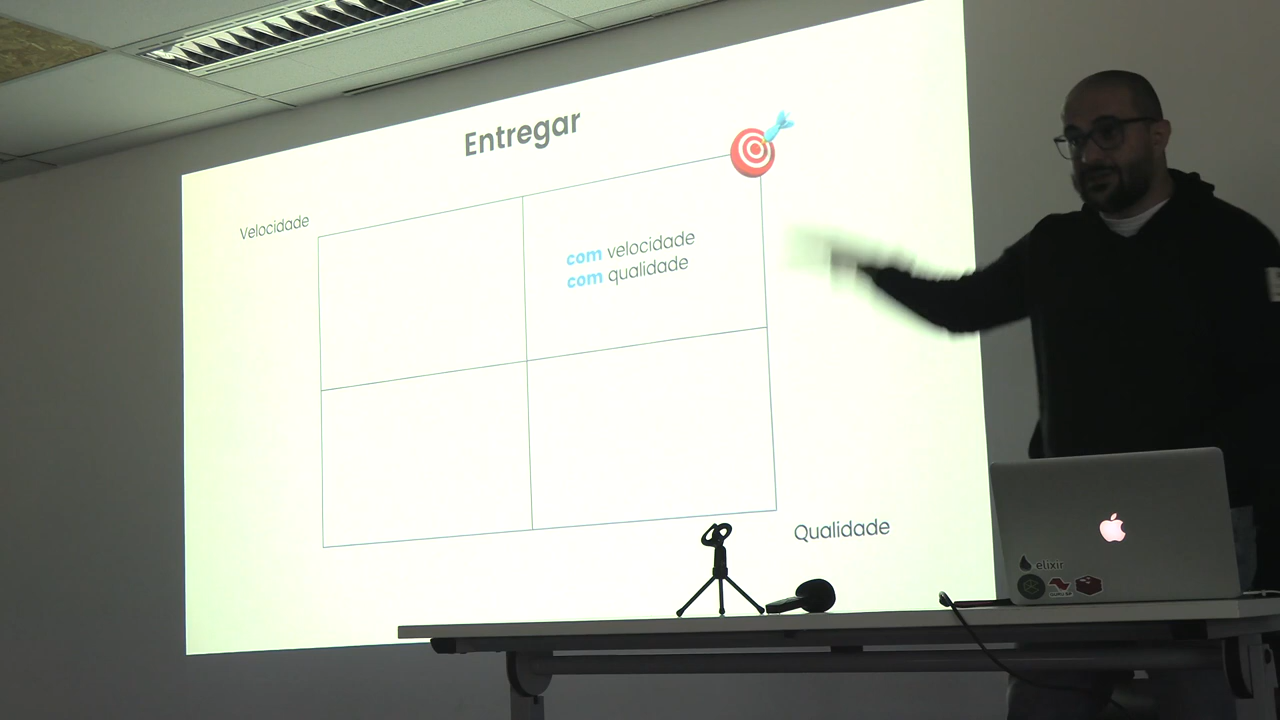 Entregar
Velocidade
com velocidade
com qualidade
Qualidade
elixir